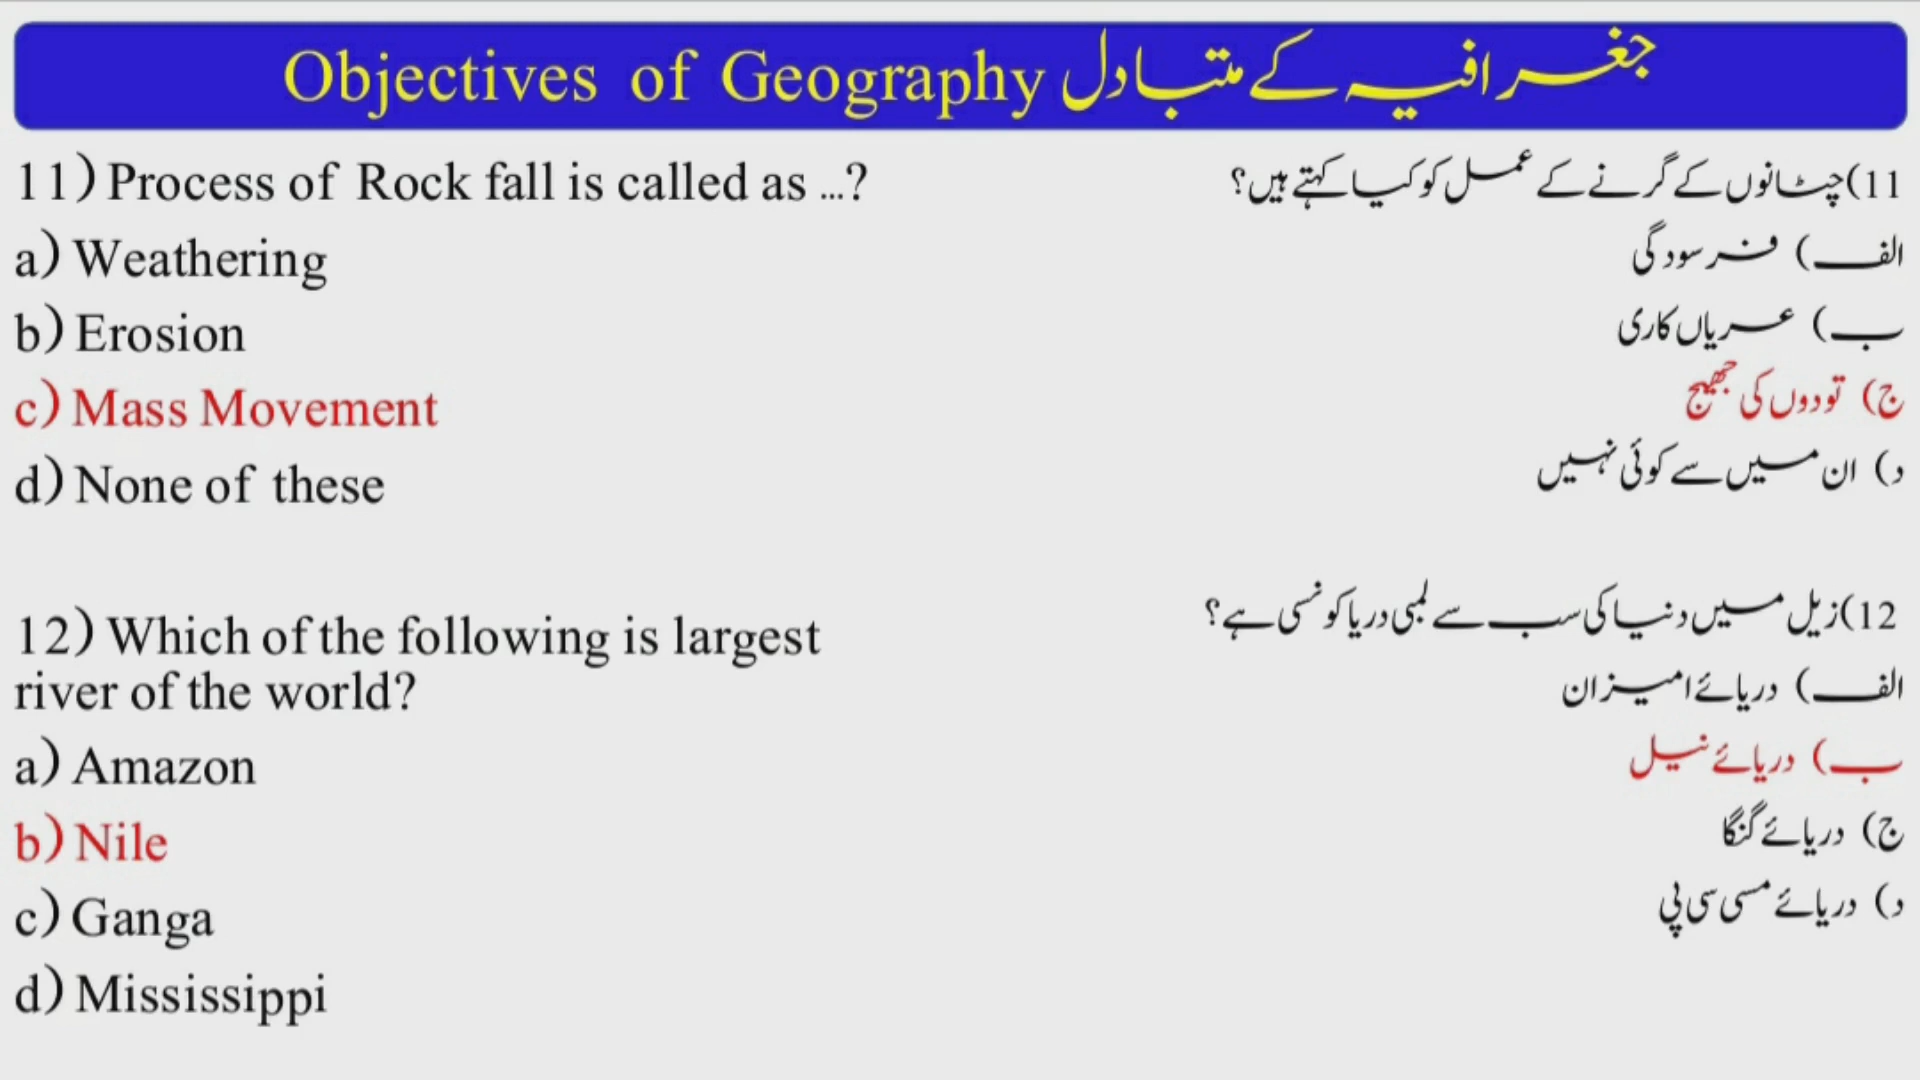 Objectives of Geography جغرافیہ کے متبادل
11) Process of Rock fall is called as ...?
a) Weathering
b) Erosion
c) Mass Movement
d) None of these
12) Which of the following is largest
river of the world?
a) Amazon
b) Nile
c) Ganga
d) Mississippi
11) چٹانوں کے گرنے کے عمل کو کیا کہتے ہیں؟
الف) فرسودگی
ب) عریاں کاری
ج) تودوں کی
د) ان میں سے کوئی نہیں
12) زیل میں دنیا کی سب سے لمبی دریا کونسی ہے؟
الف) دریائے امیزان
ب) دریائے نیل
ج) دریائے گنگا
د) دریائے مسی سی پی